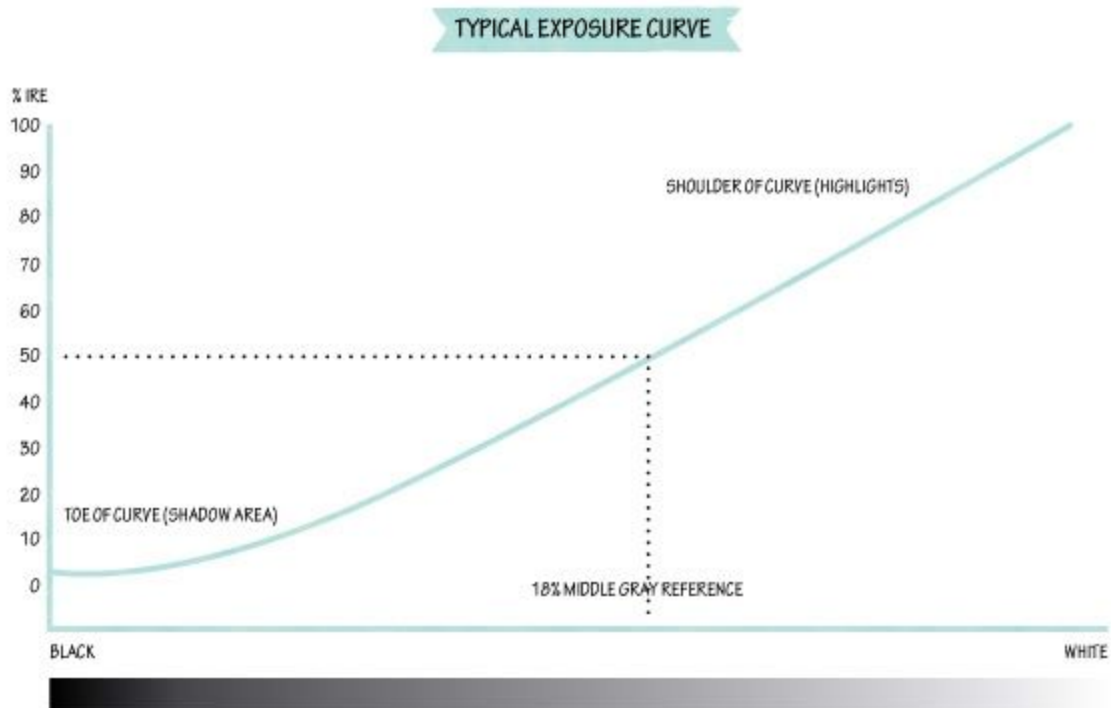 TYPICAL EXPOSURE CURVE
% IRE
100
90
SHOULDER OF CURVE (HIGHLIGHTS)
80
70
60
50
40
30
20
TOE OF CURVE (SHADOW AREA)
10
0
18% MIDDLE GRAY REFERENCE
BLACK
WHITE